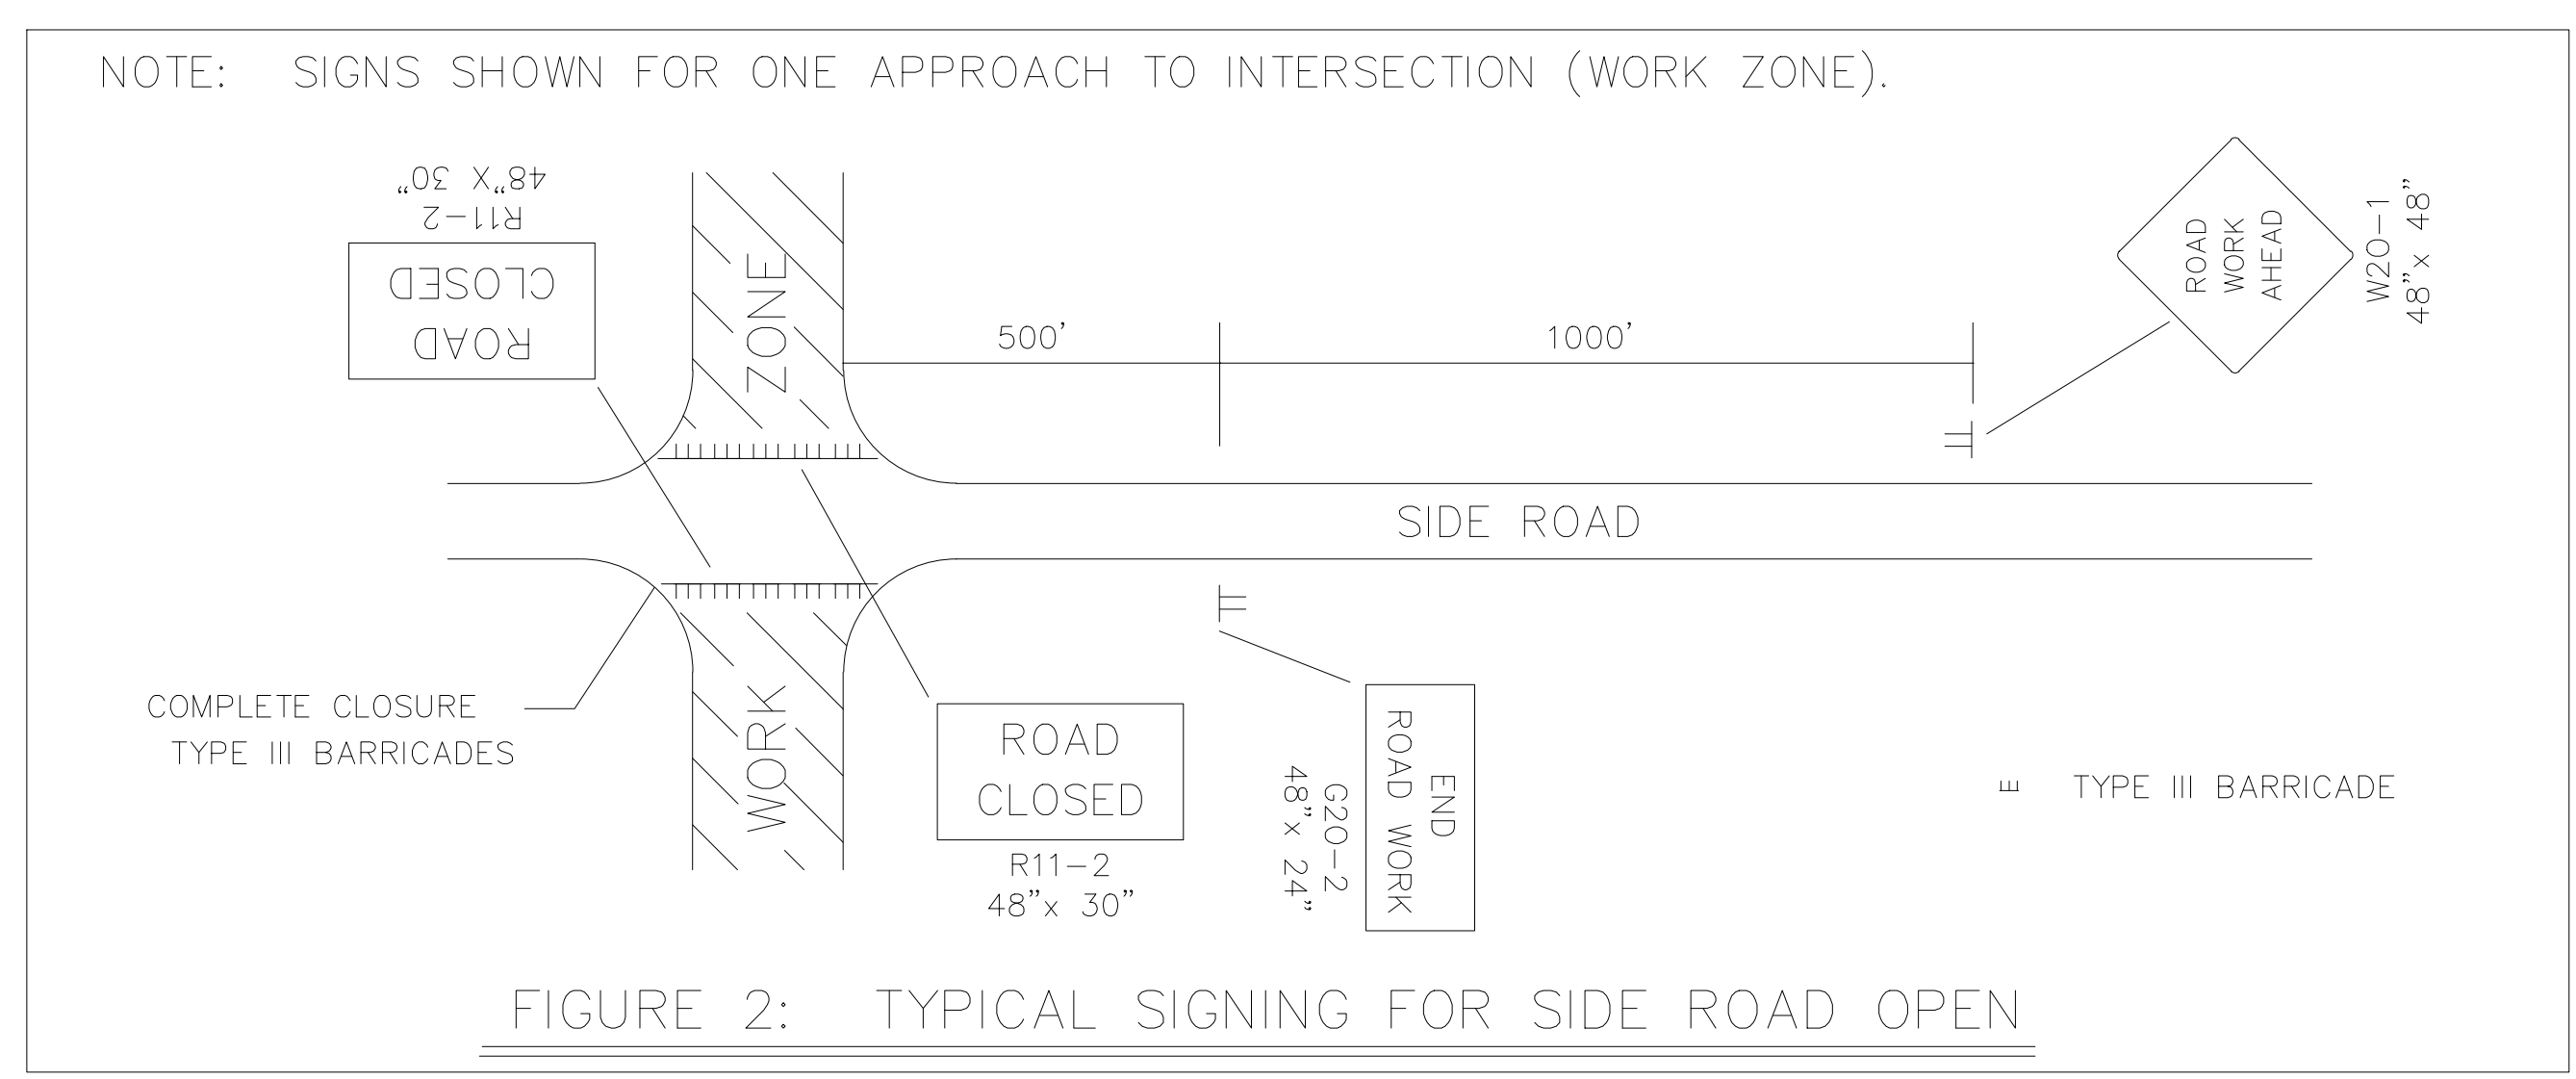 NOTE: SIGNS SHOWN FOR ONE APPROACH TO INTERSECTION (WORK ZONE).
48"X 30"
R11-2
ROAD
CLOSED
ZONE
500'
1000'
ROAD
WORK
AHEAD
W20-1
48"x 48"
SIDE ROAD
COMPLETE CLOSURE
TYPE III BARRICADES
WORK
ROAD
CLOSED
R11-2
48"x 30"
END
ROAD WORK
G20-2
48"x 24"
TYPE III BARRICADE
FIGURE 2: TYPICAL SIGNING FOR SIDE ROAD OPEN